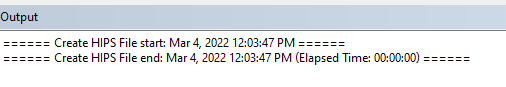 Output
====== Create HIPS File start: Mar 4, 2022 12:03:47 PM ======
====== Create HIPS File end: Mar 4, 2022 12:03:47 PM (Elapsed Time: 00:00:00) ======